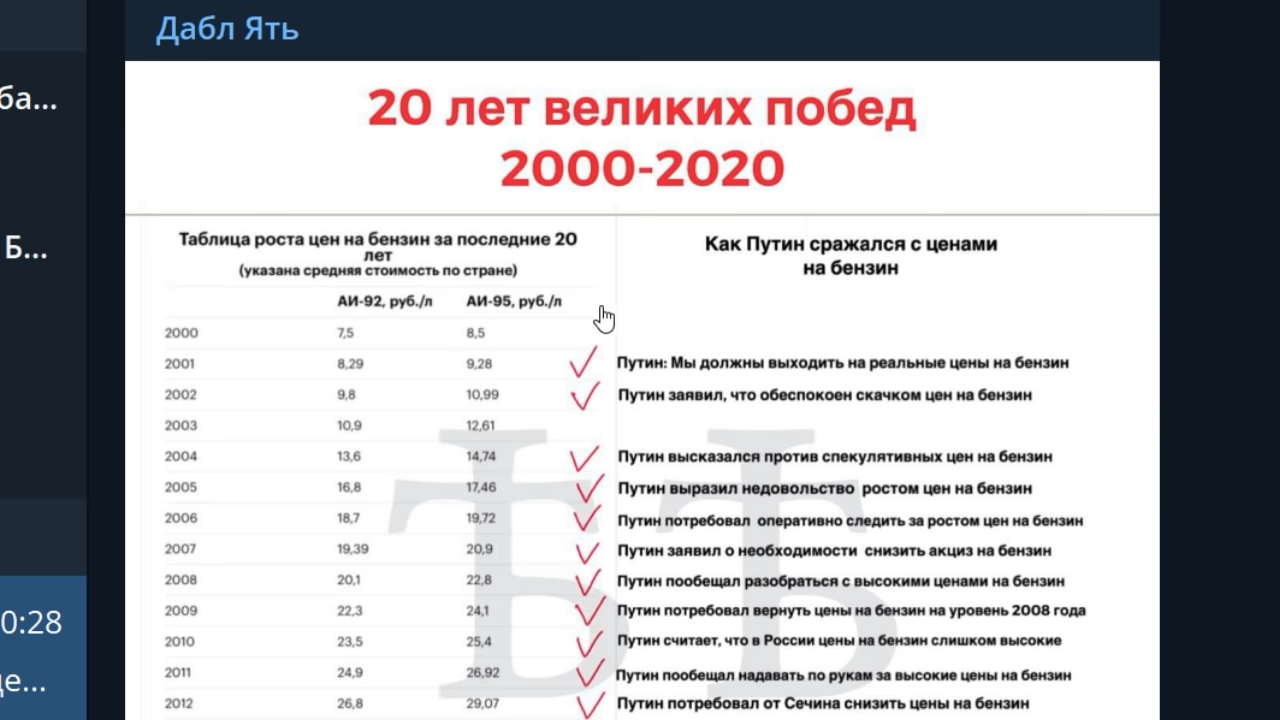 Дабл Ять
ба...
Б...
0:28
де...
20 лет великих побед
2000-2020
Таблица роста цен на бензин за последние 20
лет
(указана средняя стоимость по стране)
Как Путин сражался с ценами
на бензин
АИ-92, руб./л АИ-95, руб./л
2000 7,5 8,5
2001 8,29 9,28 Путин: Мы должны выходить на реальные цены на бензин
2002 9,8 10,99 Путин заявил, что обеспокоен скачком цен на бензин
2003 10,9 12,61
2004 13,6 14,74 Путин высказался против спекулятивных цен на бензин
2005 16,8 17,46 Путин выразил недовольство ростом цен на бензин
2006 18,7 19,72 Путин потребовал оперативно следить за ростом цен на бензин
2007 19,39 20,9 Путин заявил о необходимости снизить акциз на бензин
2008 20,1 22,8 Путин пообещал разобраться с высокими ценами на бензин
2009 22,3 24,1 Путин потребовал вернуть цены на бензин на уровень 2008 года
2010 23,5 25,4 Путин считает, что в России цены на бензин слишком высокие
2011 24,9 26,92 Путин пообещал надавать по рукам за высокие цены на бензин
2012 26,8 29,07 Путин потребовал от Сечина снизить цены на бензин
ЪЪ